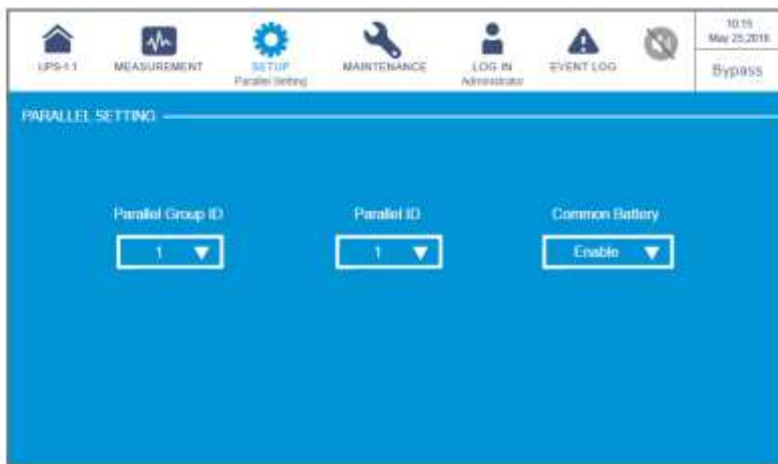 10:15
May 25,2016
UPS-1 1
MEASUREMENT
SETUP
Parallel Setting
MAINTENANCE
LOG IN
Administrator
EVENT LOG
Bypass
PARALLEL SETTING
Parallel Group ID
Parallel ID
Common Battery
1
1
Enable